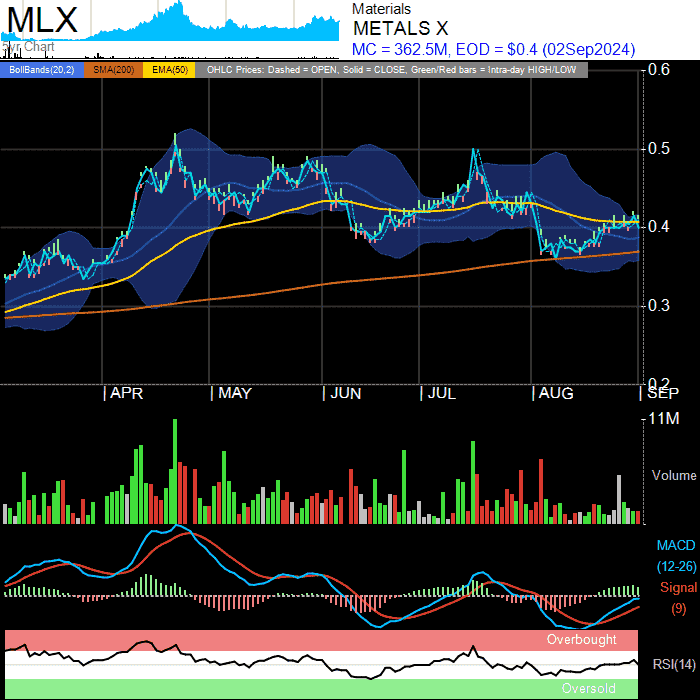 MLX
Materials
METALS X
MC = 362.5M, EOD = $0.4 (02Sep2024)
5yr Chart
BollBands(20,2) SMA(200) EMA(50) OHLC Prices: Dashed = OPEN, Solid = CLOSE, Green/Red bars = Intra-day HIGH/LOW
0.6
0.5
0.4
0.3
0.2
APR MAY JUN JUL AUG SEP
11M
Volume
MACD
(12-26)
Signal
(9)
Overbought
RSI(14)
Oversold